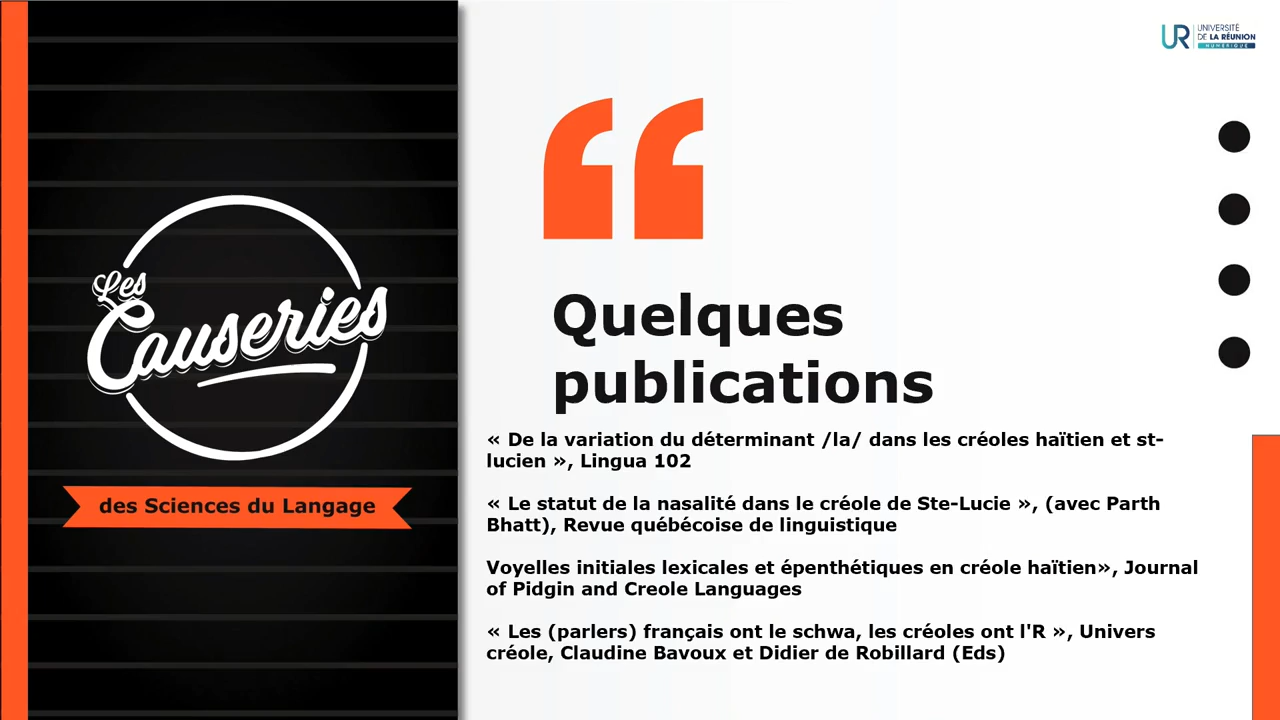 UR UNIVERSITÉ
DE LA RÉUNION
NUMÉRIQUE
Les
Causeries
des Sciences du Langage
“
Quelques
publications
« De la variation du déterminant /la/ dans les créoles haïtien et st-
lucien », Lingua 102
« Le statut de la nasalité dans le créole de Ste-Lucie », (avec Parth
Bhatt), Revue québécoise de linguistique
Voyelles initiales lexicales et épenthétiques en créole haïtien», Journal
of Pidgin and Creole Languages
« Les (parlers) français ont le schwa, les créoles ont l'R », Univers
créole, Claudine Bavoux et Didier de Robillard (Eds)